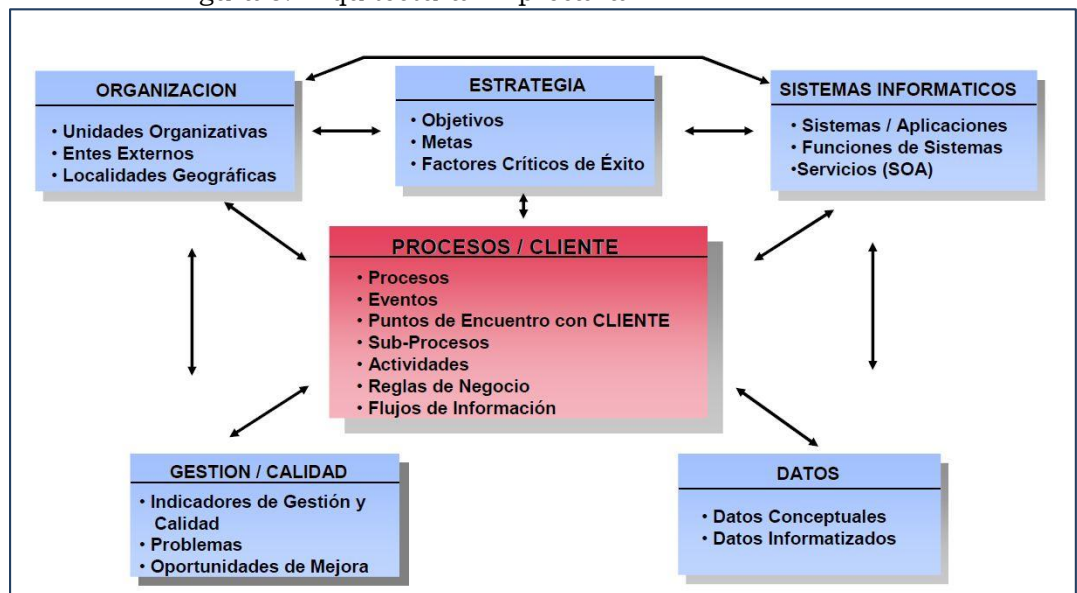 ORGANIZACION
• Unidades Organizativas
• Entes Externos
• Localidades Geográficas
ESTRATEGIA
• Objetivos
• Metas
• Factores Críticos de Éxito
SISTEMAS INFORMATICOS
• Sistemas / Aplicaciones
• Funciones de Sistemas
•Servicios (SOA)
PROCESOS / CLIENTE
• Procesos
• Eventos
• Puntos de Encuentro con CLIENTE
• Sub-Procesos
• Actividades
• Reglas de Negocio
• Flujos de Información
GESTION / CALIDAD
• Indicadores de Gestión y
Calidad
• Problemas
• Oportunidades de Mejora
DATOS
• Datos Conceptuales
• Datos Informatizados